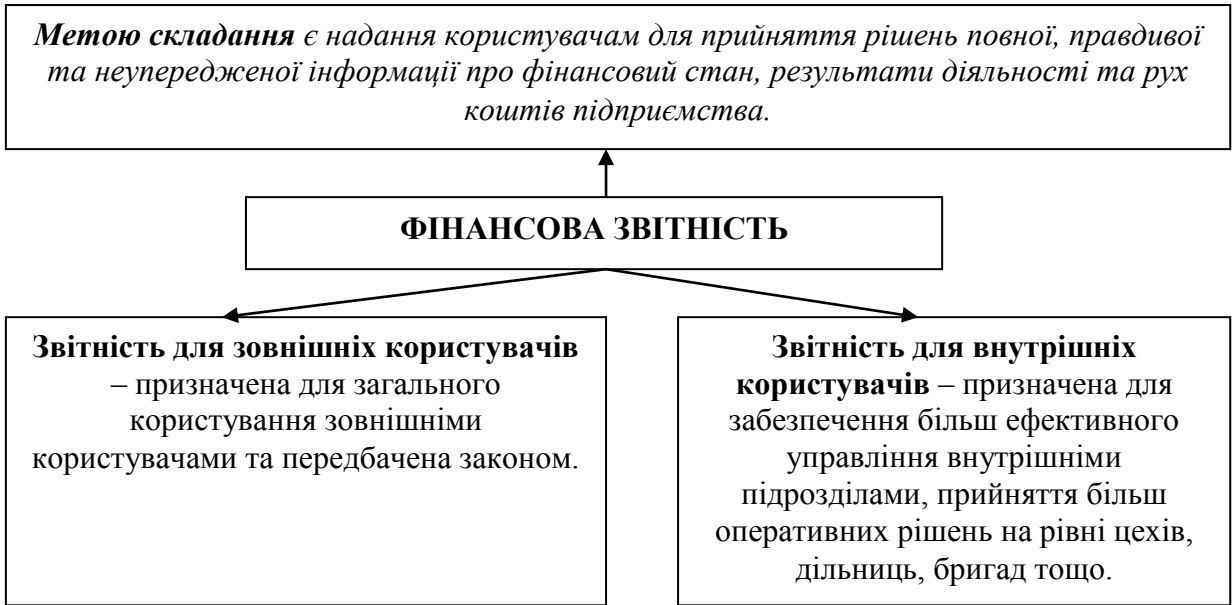 Метою складання є надання користувачам для прийняття рішень повної, правдивої
та неупередженої інформації про фінансовий стан, результати діяльності та рух
коштів підприємства.
ФІНАНСОВА ЗВІТНІСТЬ
Звітність для зовнішніх користувачів
– призначена для загального
користування зовнішніми
користувачами та передбачена законом.
Звітність для внутрішніх
користувачів – призначена для
забезпечення більш ефективного
управління внутрішніми
підрозділами, прийняття більш
оперативних рішень на рівні цехів,
дільниць, бригад тощо.